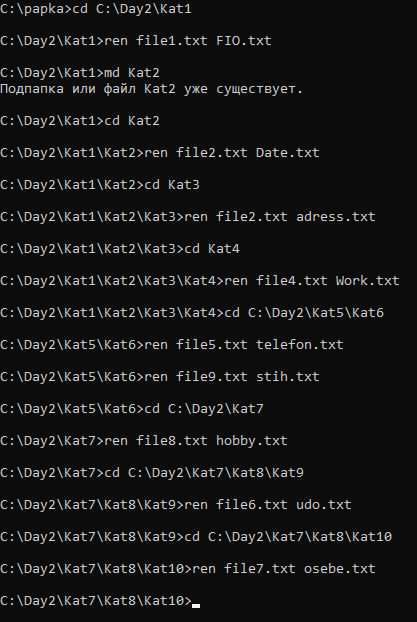 C:\papka>cd C:\Day2\Kat1
C:\Day2\Kat1>ren file1.txt FIO.txt
C:\Day2\Kat1>md Kat2
Подпапка или файл Kat2 уже существует.
C:\Day2\Kat1>cd Kat2
C:\Day2\Kat1\Kat2>ren file2.txt Date.txt
C:\Day2\Kat1\Kat2>cd Kat3
C:\Day2\Kat1\Kat2\Kat3>ren file2.txt adress.txt
C:\Day2\Kat1\Kat2\Kat3>cd Kat4
C:\Day2\Kat1\Kat2\Kat3\Kat4>ren file4.txt Work.txt
C:\Day2\Kat1\Kat2\Kat3\Kat4>cd C:\Day2\Kat5\Kat6
C:\Day2\Kat5\Kat6>ren file5.txt telefon.txt
C:\Day2\Kat5\Kat6>ren file9.txt stih.txt
C:\Day2\Kat5\Kat6>cd C:\Day2\Kat7
C:\Day2\Kat7>ren file8.txt hobby.txt
C:\Day2\Kat7>cd C:\Day2\Kat7\Kat8\Kat9
C:\Day2\Kat7\Kat8\Kat9>ren file6.txt udo.txt
C:\Day2\Kat7\Kat8\Kat9>cd C:\Day2\Kat7\Kat8\Kat10
C:\Day2\Kat7\Kat8\Kat10>ren file7.txt osebe.txt
C:\Day2\Kat7\Kat8\Kat10>